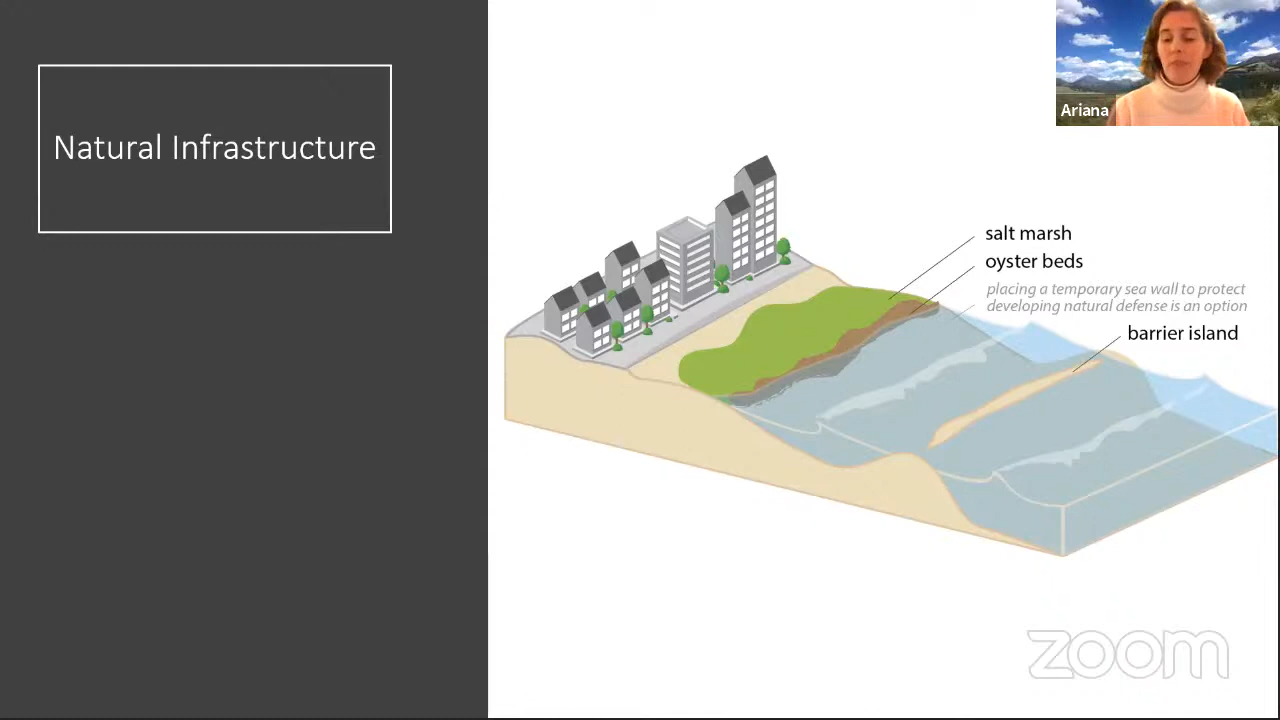 Natural Infrastructure
Ariana
salt marsh
oyster beds
placing a temporary sea wall to protect
developing natural defense is an option
barrier island
zoom